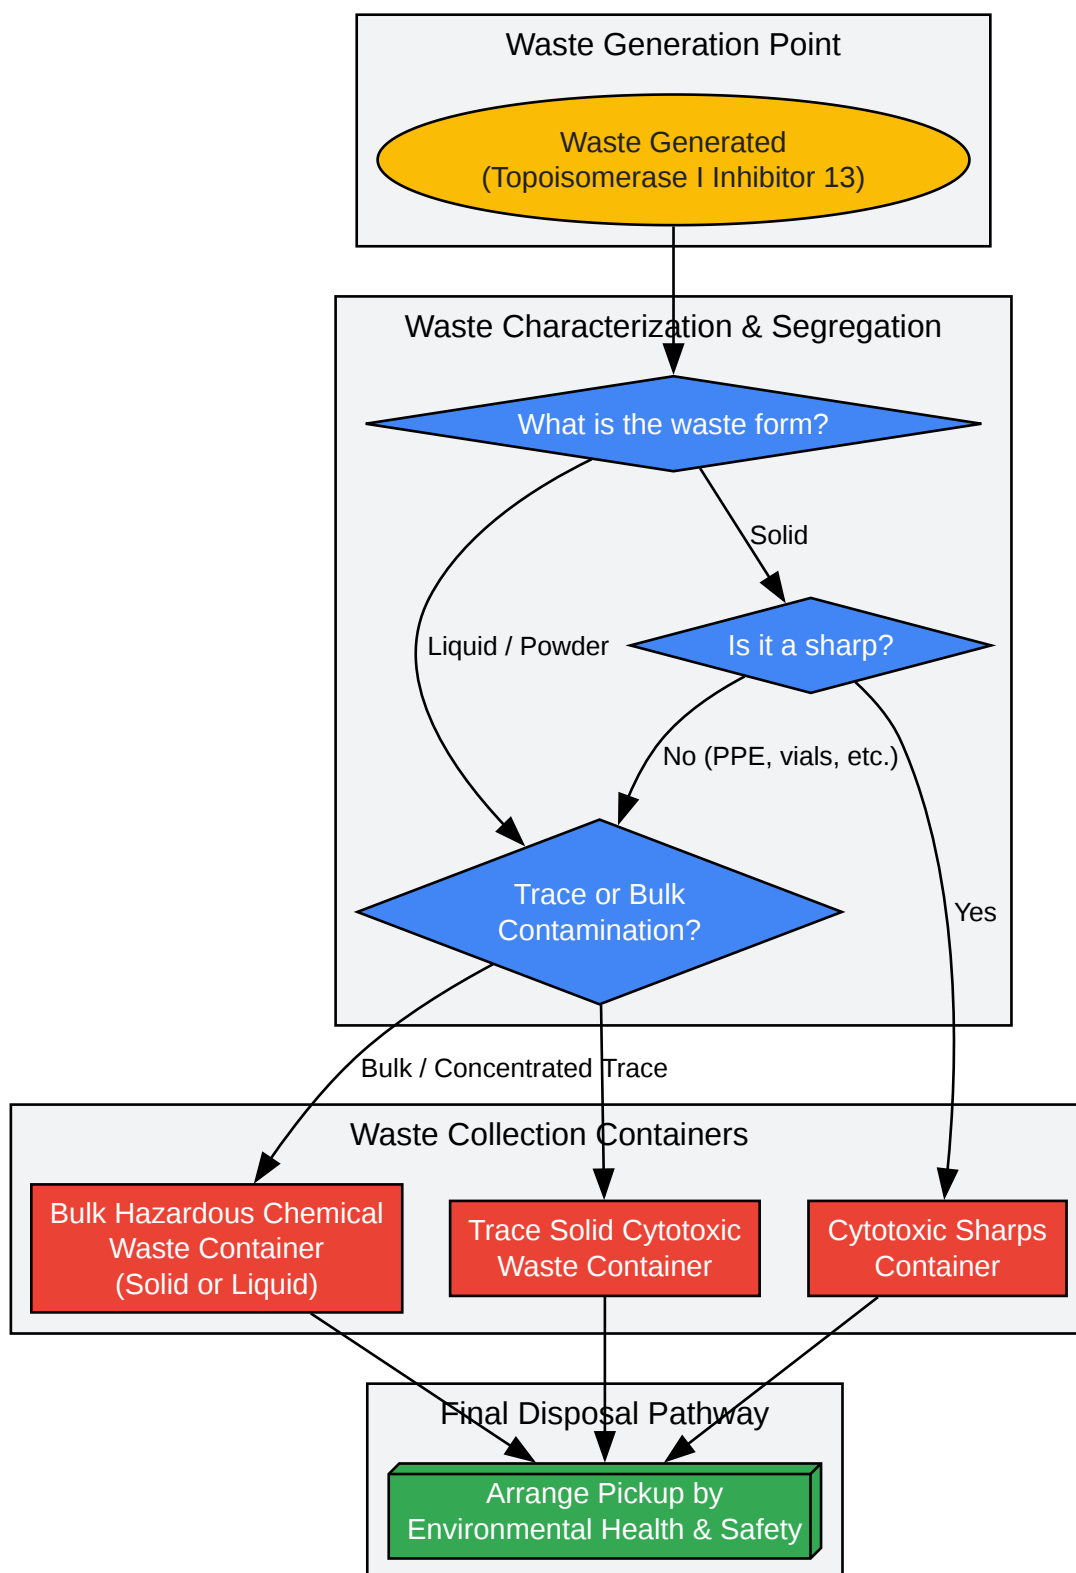 Waste Generation Point
Waste Generated
(Topoisomerase I Inhibitor 13)
Waste Characterization & Segregation
What is the waste form?
Solid
Liquid / Powder
Is it a sharp?
No (PPE, vials, etc.)
Trace or Bulk
Contamination?
Yes
Bulk / Concentrated
Trace
Waste Collection Containers
Bulk Hazardous Chemical
Waste Container
(Solid or Liquid)
Trace Solid Cytotoxic
Waste Container
Cytotoxic Sharps
Container
Final Disposal Pathway
Arrange Pickup by
Environmental Health & Safety